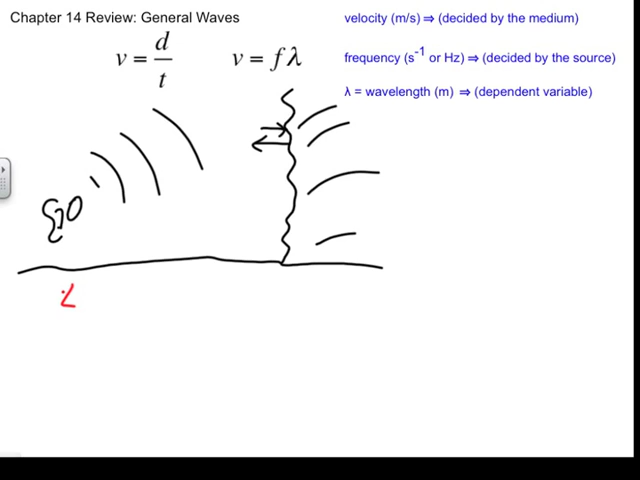 Chapter 14 Review: General Waves
velocity (m/s) ⇒ (decided by the medium)
v = d/t
v = fλ
frequency (s⁻¹ or Hz) ⇒ (decided by the source)
λ = wavelength (m) ⇒ (dependent variable)